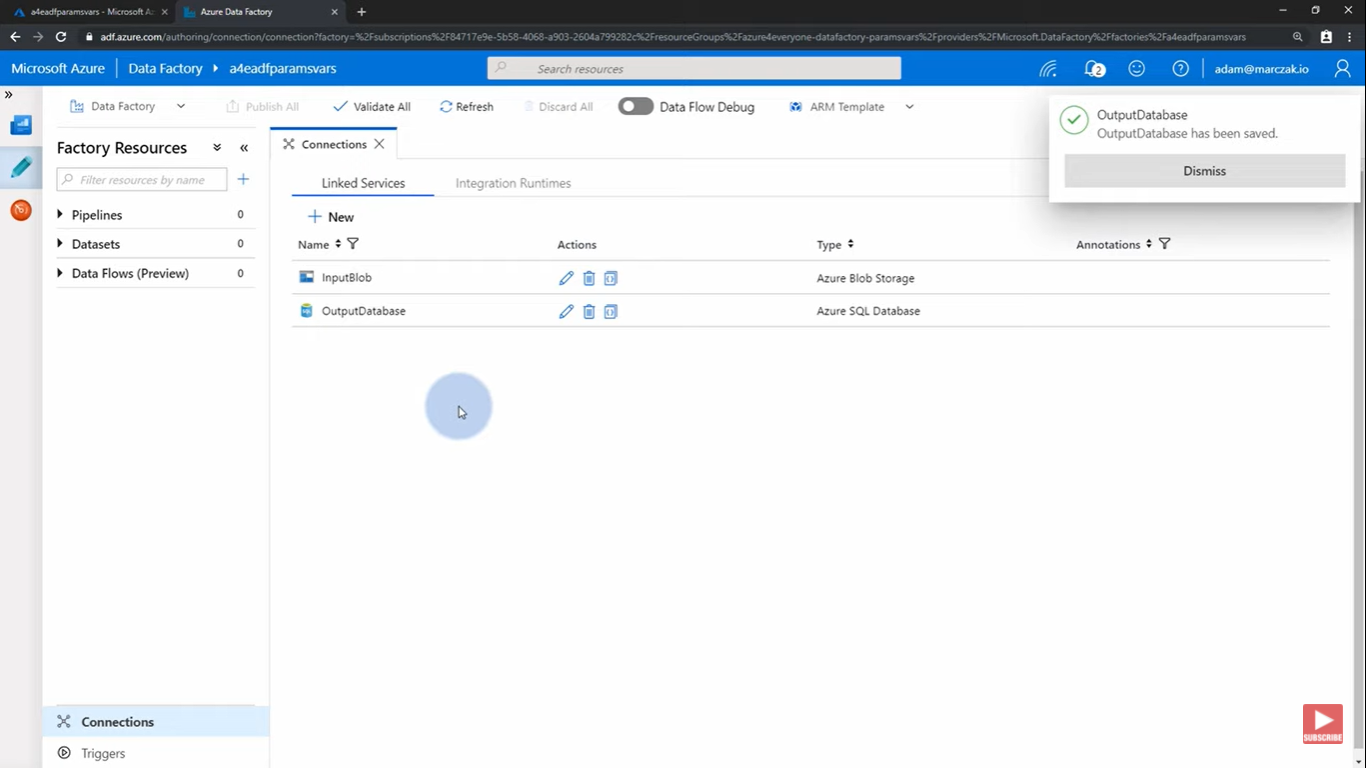 a4eadfparamsvars - Microsoft Az
Azure Data Factory
adf.azure.com/authoring/connection/connection?factory=%2Fsubscriptions%2F84717e9e-5b58-4068-a903-2604a799282c%2FresourceGroups%2Fazure4everyone-datafactory-paramsvars%2Fproviders%2FMicrosoft.DataFactory%2Ffactories%2Fa4eadfparamsvars
Microsoft Azure
Data Factory
a4eadfparamsvars
Search resources
2
adam@marczak.io
Data Factory
Publish All
Validate All
Refresh
Discard All
Data Flow Debug
ARM Template
OutputDatabase
OutputDatabase has been saved.
Dismiss
Factory Resources
Filter resources by name
Pipelines 0
Datasets 0
Data Flows (Preview) 0
Connections
Triggers
Connections
Linked Services
Integration Runtimes
New
Name Actions Type Annotations
InputBlob Azure Blob Storage
OutputDatabase Azure SQL Database
SUBSCRIBE